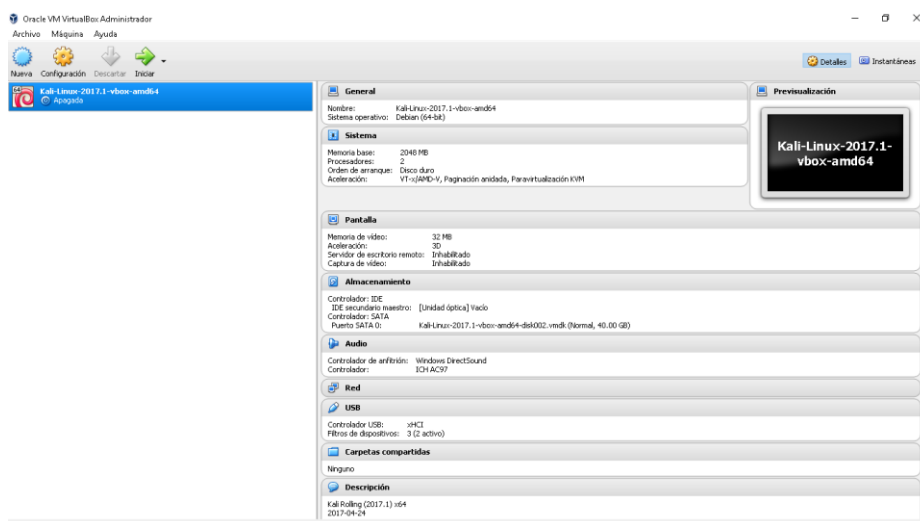 Oracle VM VirtualBox Administrador
Archivo Máquina Ayuda
Nueva Configuración Descartar Iniciar
Detalles Instantáneas
Kali-Linux-2017.1-vbox-amd64
Apagada
General
Nombre: Kali-Linux-2017.1-vbox-amd64
Sistema operativo: Debian (64-bit)
Sistema
Memoria base: 2048 MB
Procesadores: 2
Orden de arranque: Disco duro
Aceleración: VT-x/AMD-V, Paginación anidada, Paravirtualización KVM
Previsualización
Kali-Linux-2017.1-
vbox-amd64
Pantalla
Memoria de vídeo: 32 MB
Aceleración: 3D
Servidor de escritorio remoto: Inhabilitado
Captura de vídeo: Inhabilitado
Almacenamiento
Controlador: IDE
IDE secundario maestro: [Unidad óptica] Vacío
Controlador: SATA
Puerto SATA 0: Kali-Linux-2017.1-vbox-amd64-disk002.vmdk (Normal, 40.00 GB)
Audio
Controlador de anfitrión: Windows DirectSound
Controlador: ICH AC97
Red
USB
Controlador USB: xHCI
Filtros de dispositivos: 3 (2 activo)
Carpetas compartidas
Ninguno
Descripción
Kali Rolling (2017.1) x64
2017-04-24